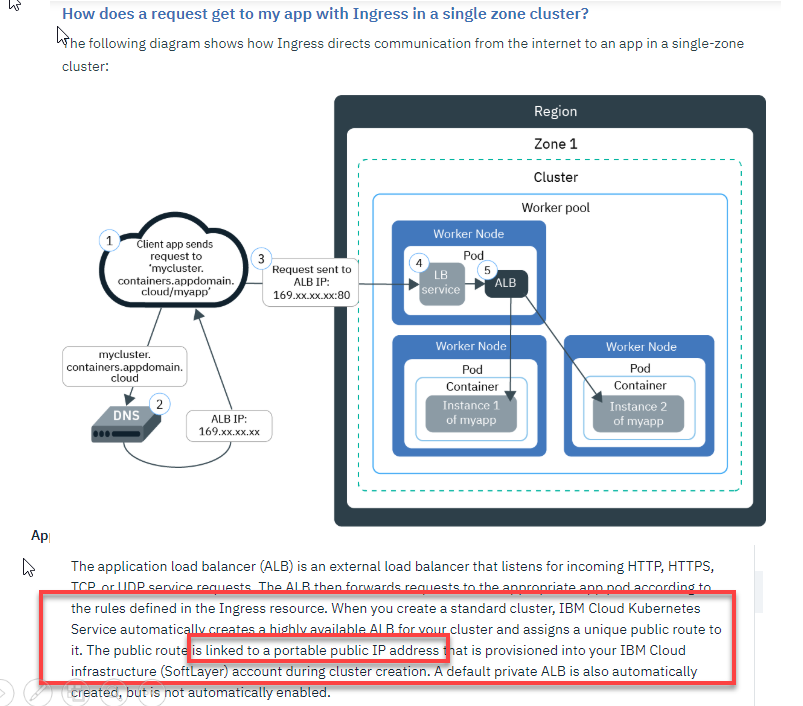 How does a request get to my app with Ingress in a single zone cluster?
The following diagram shows how Ingress directs communication from the internet to an app in a single-zone
cluster:
Region
Zone 1
Cluster
Worker pool
Worker Node
Pod
4
LB
service
5
ALB
1
Client app sends
request to
'mycluster.
containers.appdomain.
cloud/myapp'
3
Request sent to
ALB IP:
169.xx.xx.xx:80
mycluster.
containers.appdomain.
cloud
2
DNS
ALB IP:
169.xx.xx.xx
Worker Node
Pod
Container
Instance 1
of myapp
Worker Node
Pod
Container
Instance 2
of myapp
App
The application load balancer (ALB) is an external load balancer that listens for incoming HTTP, HTTPS,
TCP, or UDP service requests. The ALB then forwards requests to the appropriate app pod according to
the rules defined in the Ingress resource. When you create a standard cluster, IBM Cloud Kubernetes
Service automatically creates a highly available ALB for your cluster and assigns a unique public route to
it. The public route is linked to a portable public IP address that is provisioned into your IBM Cloud
infrastructure (SoftLayer) account during cluster creation. A default private ALB is also automatically
created, but is not automatically enabled.